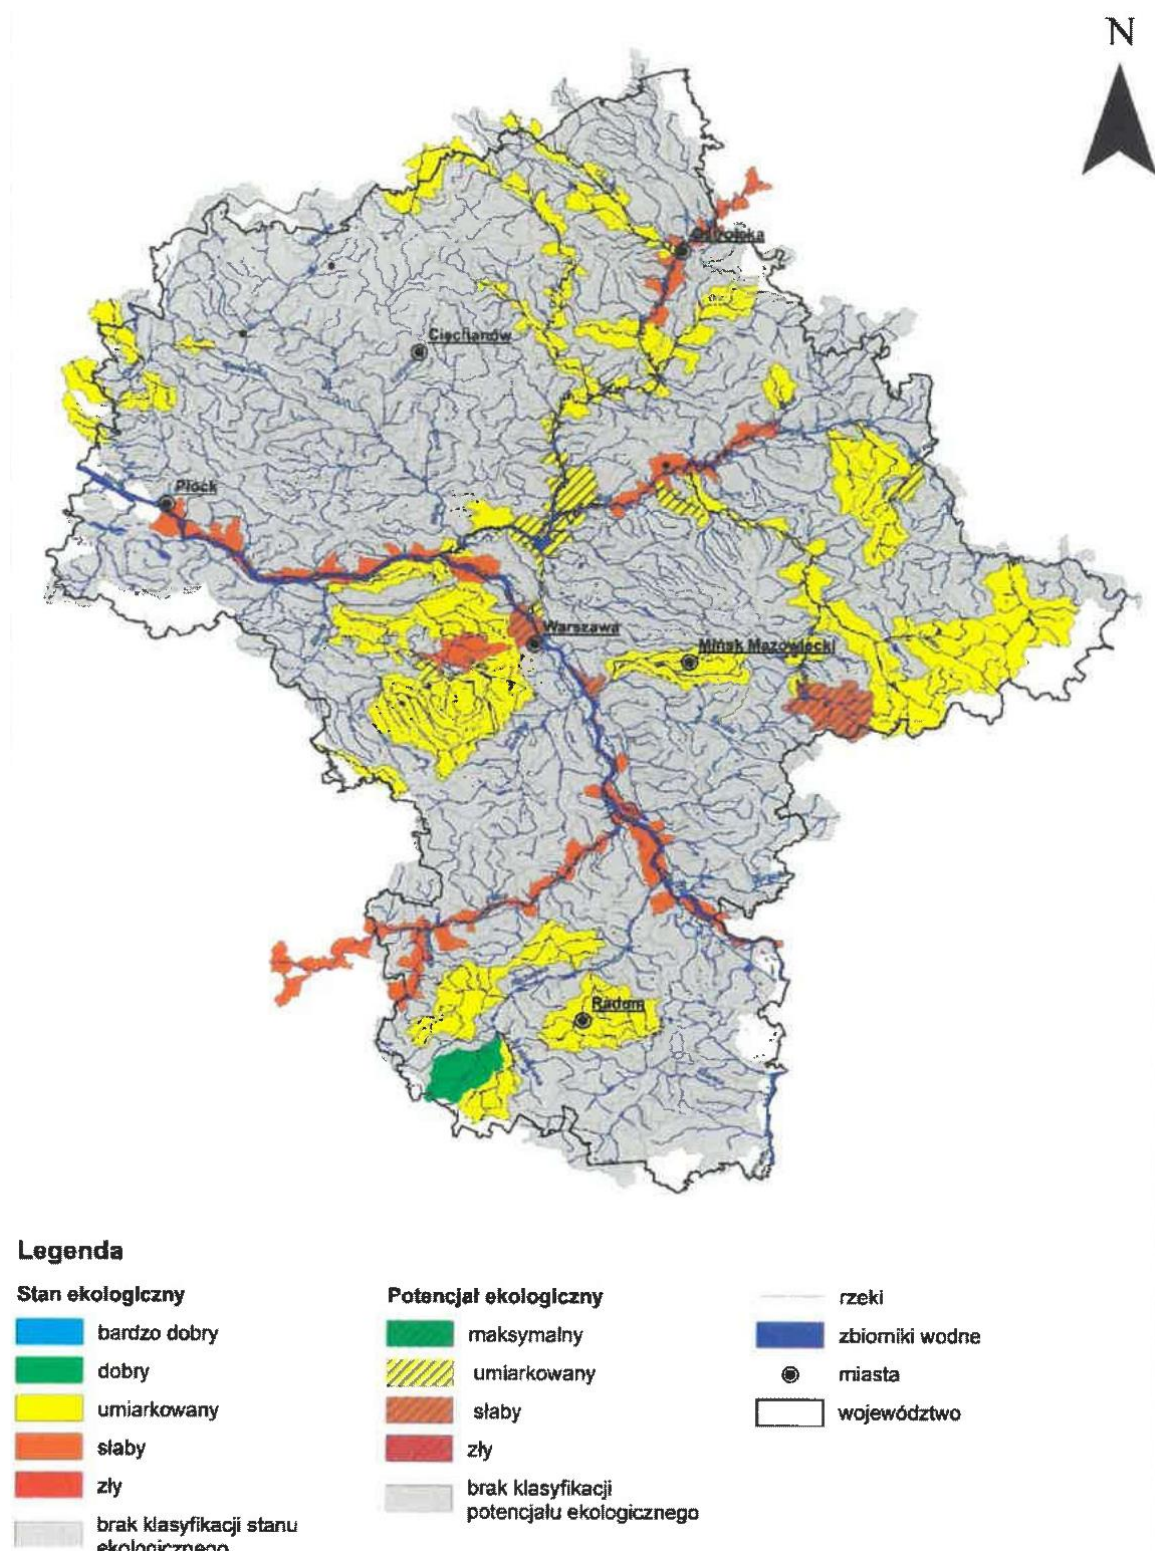 N
Ciechanów
Płock
Warszawa
Mińsk Mazowiecki
Radom
Legenda
Stan ekologiczny
bardzo dobry
dobry
umiarkowany
słaby
zły
brak klasyfikacji stanu
ekologicznego
Potencjał ekologiczny
maksymalny
umiarkowany
słaby
zły
brak klasyfikacji
potencjału ekologicznego
rzeki
zbiorniki wodne
miasta
województwo